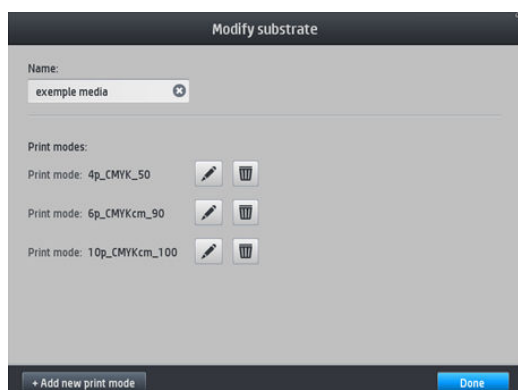 Modify substrate
Name:
exemple media
Print modes:
Print mode: 4p_CMYK_50
Print mode: 6p_CMYKcm_90
Print mode: 10p_CMYKcm_100
+ Add new print mode
Done